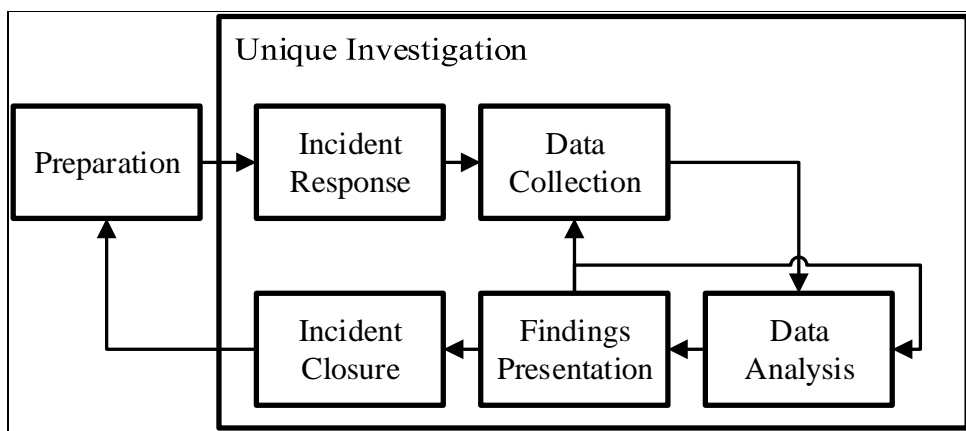 Unique Investigation
Preparation
Incident
Response
Data
Collection
Incident
Closure
Findings
Presentation
Data
Analysis